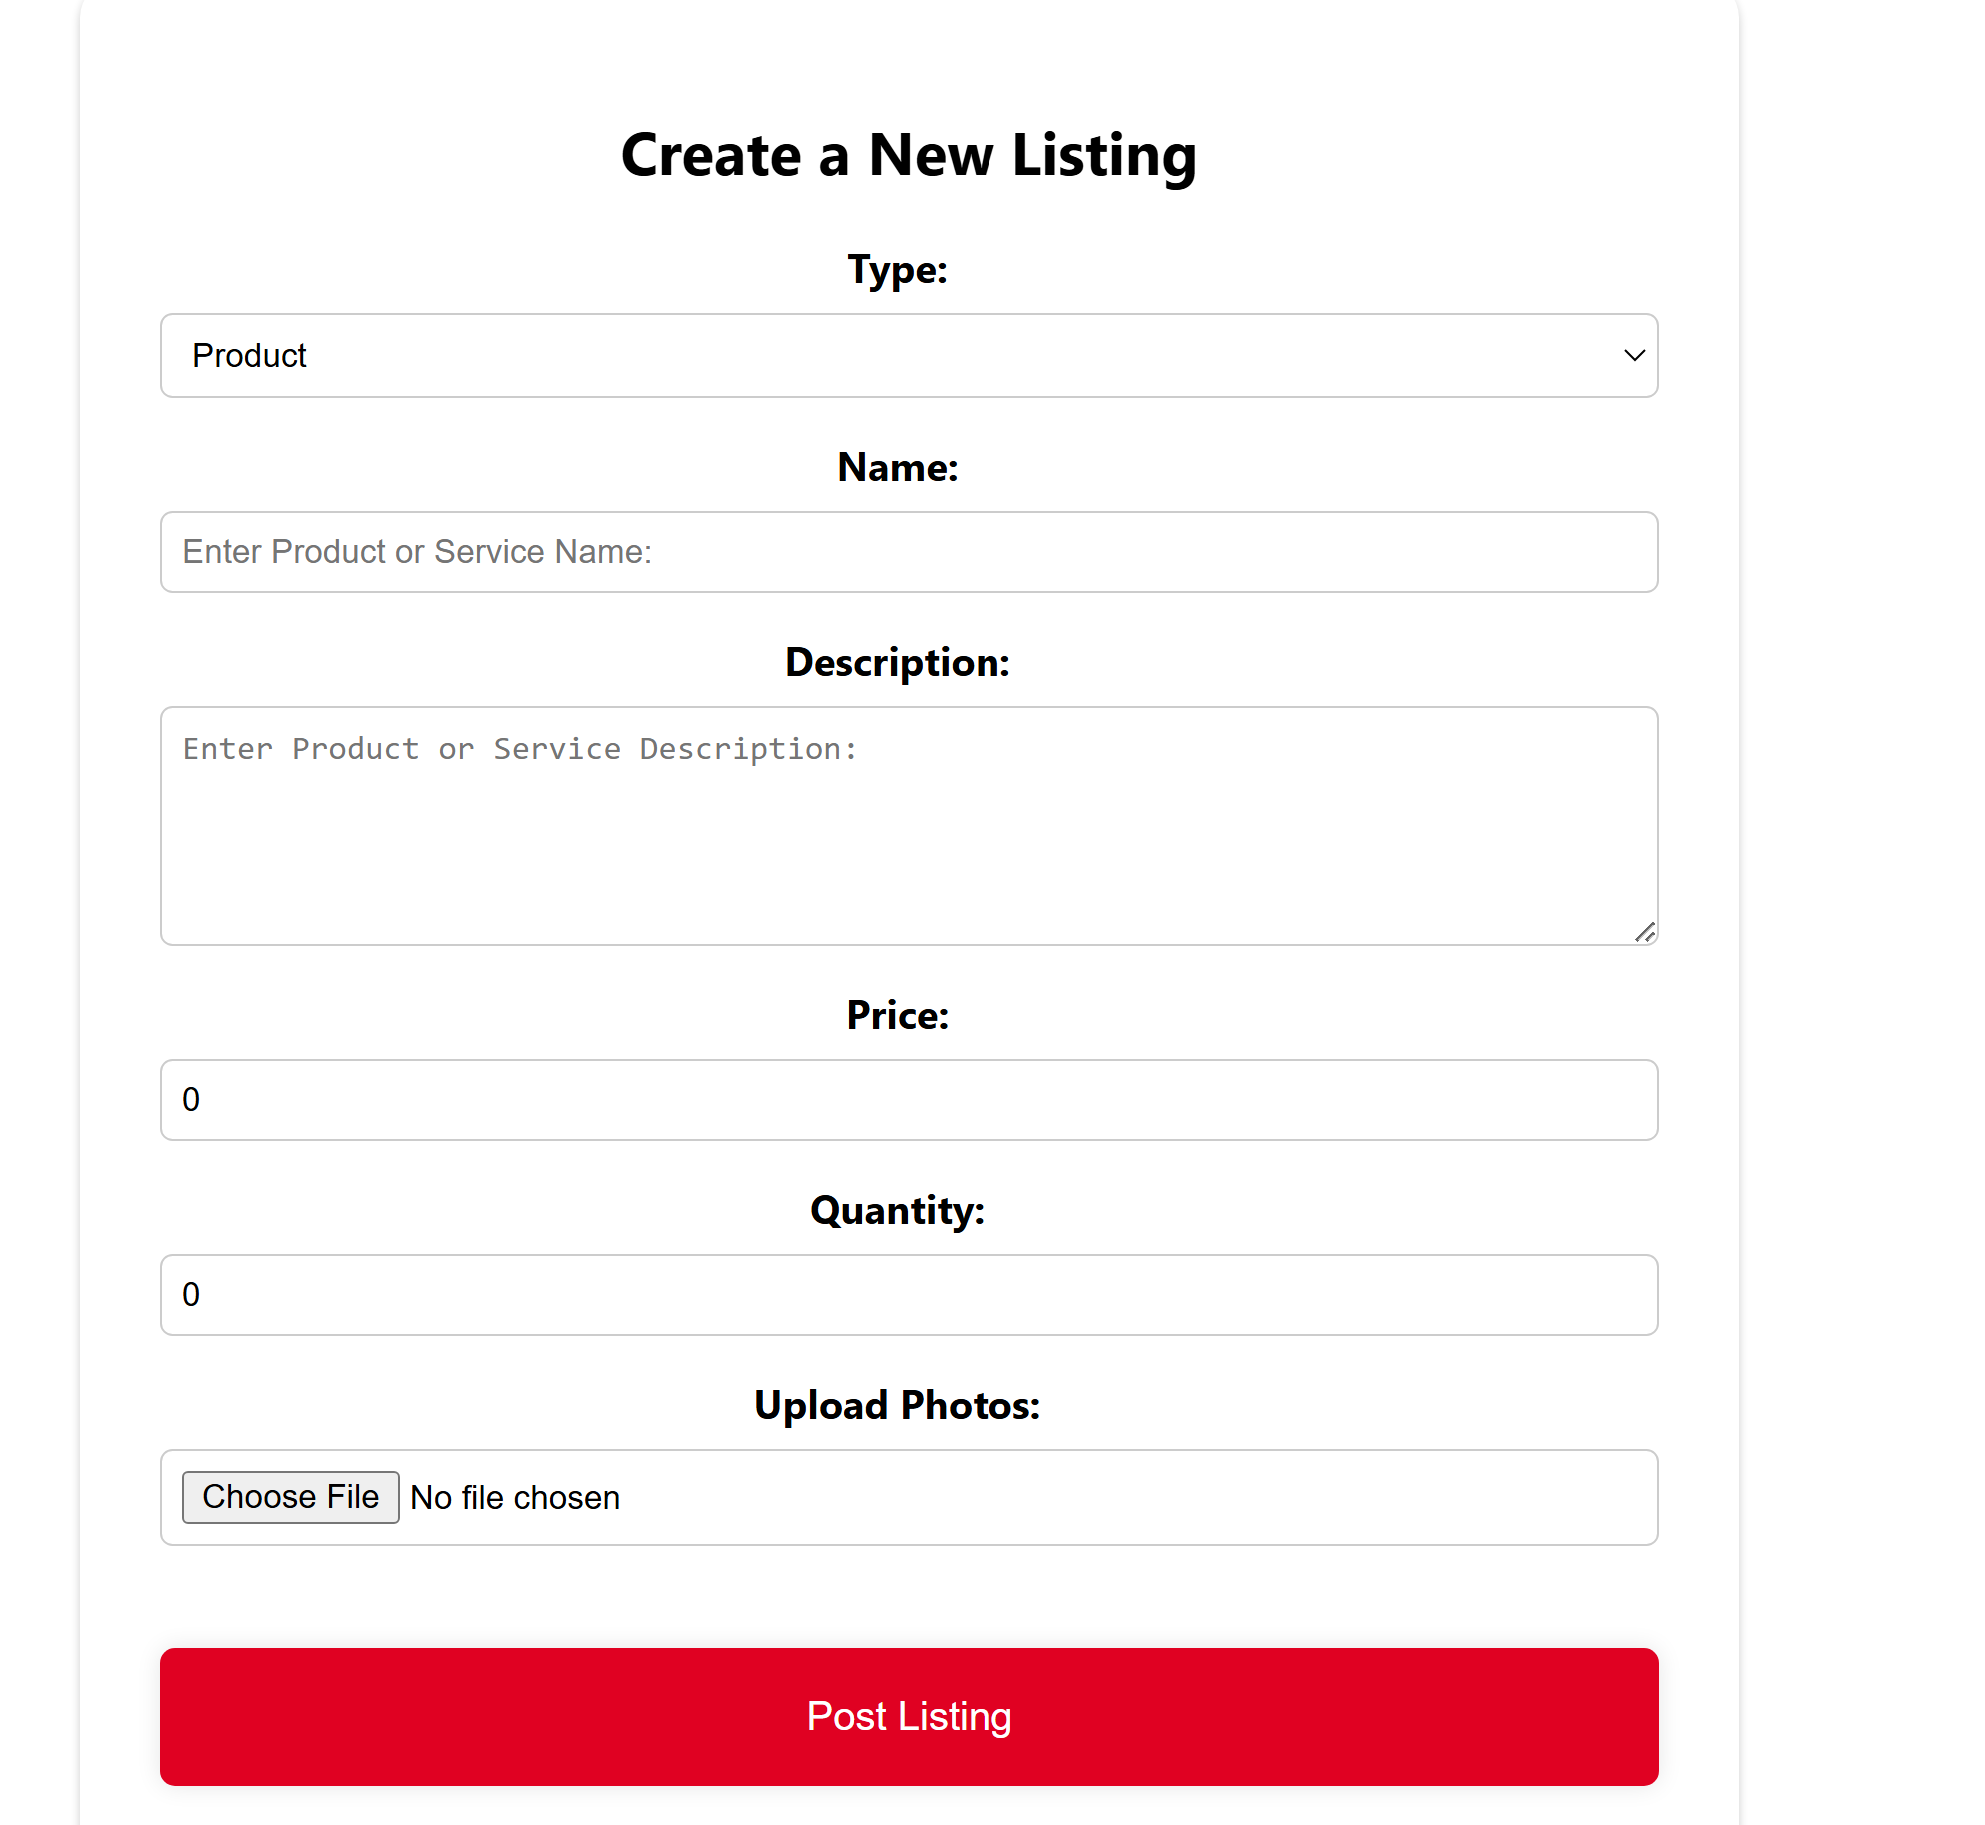 Create a New Listing
Type:
Product
Name:
Enter Product or Service Name:
Description:
Enter Product or Service Description:
Price:
0
Quantity:
0
Upload Photos:
Choose File No file chosen
Post Listing